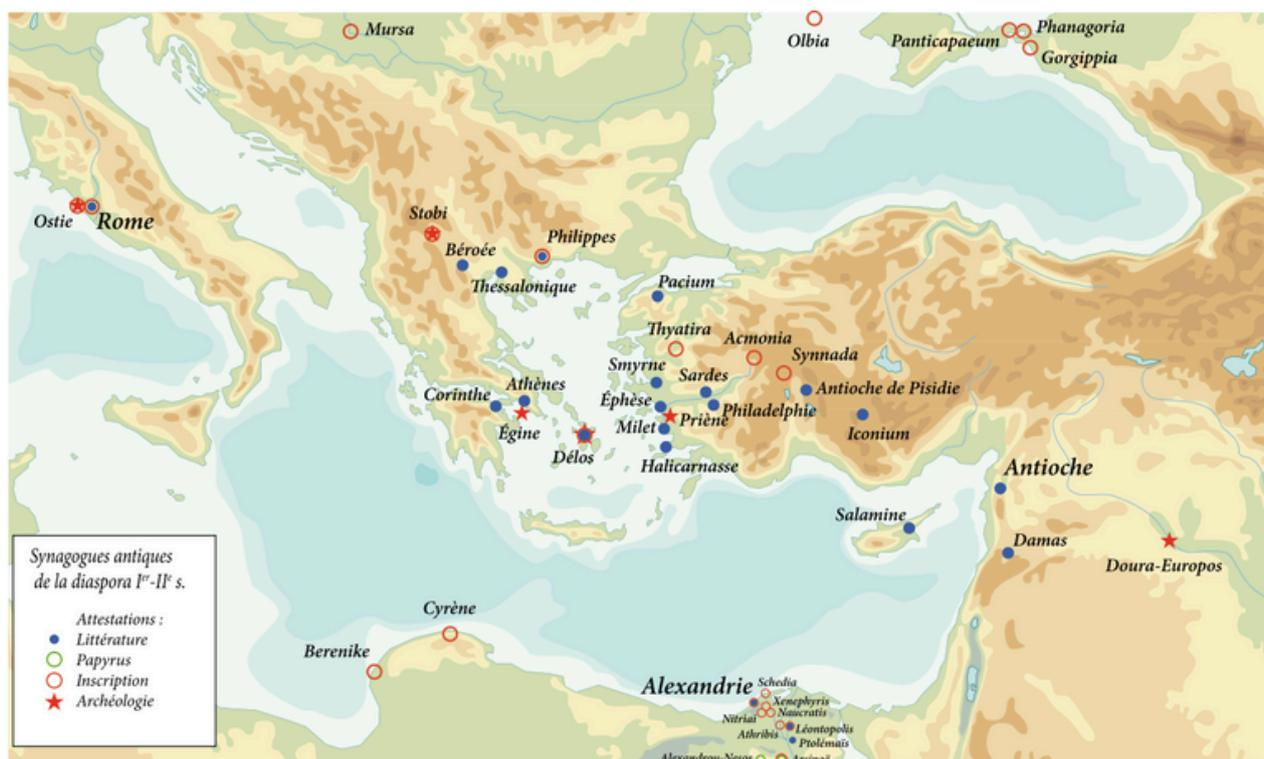 Mursa
Olbia
Panticapaeum
Phanagoria
Gorgippia
Ostie
Rome
Stobi
Béroée
Philippes
Thessalonique
Pacium
Thyatira
Acmonia
Synnada
Smyrne
Sardes
Antioche de Pisidie
Corinthe
Athènes
Éphèse
Philadelphie
Égine
Milet
Priène
Iconium
Délos
Halicarnasse
Antioche
Salamine
Damas
Doura-Europos
Cyrène
Berenike
Alexandrie
Schedia
Xenephyris
Nitriai
Naucratis
Athribis
Léontopolis
Ptolémaïs
Alexandrou-Nesos
Arsinoë
Synagogues antiques
de la diaspora Iᵉʳ-IIᵉ s.
Attestations :
Littérature
Papyrus
Inscription
Archéologie